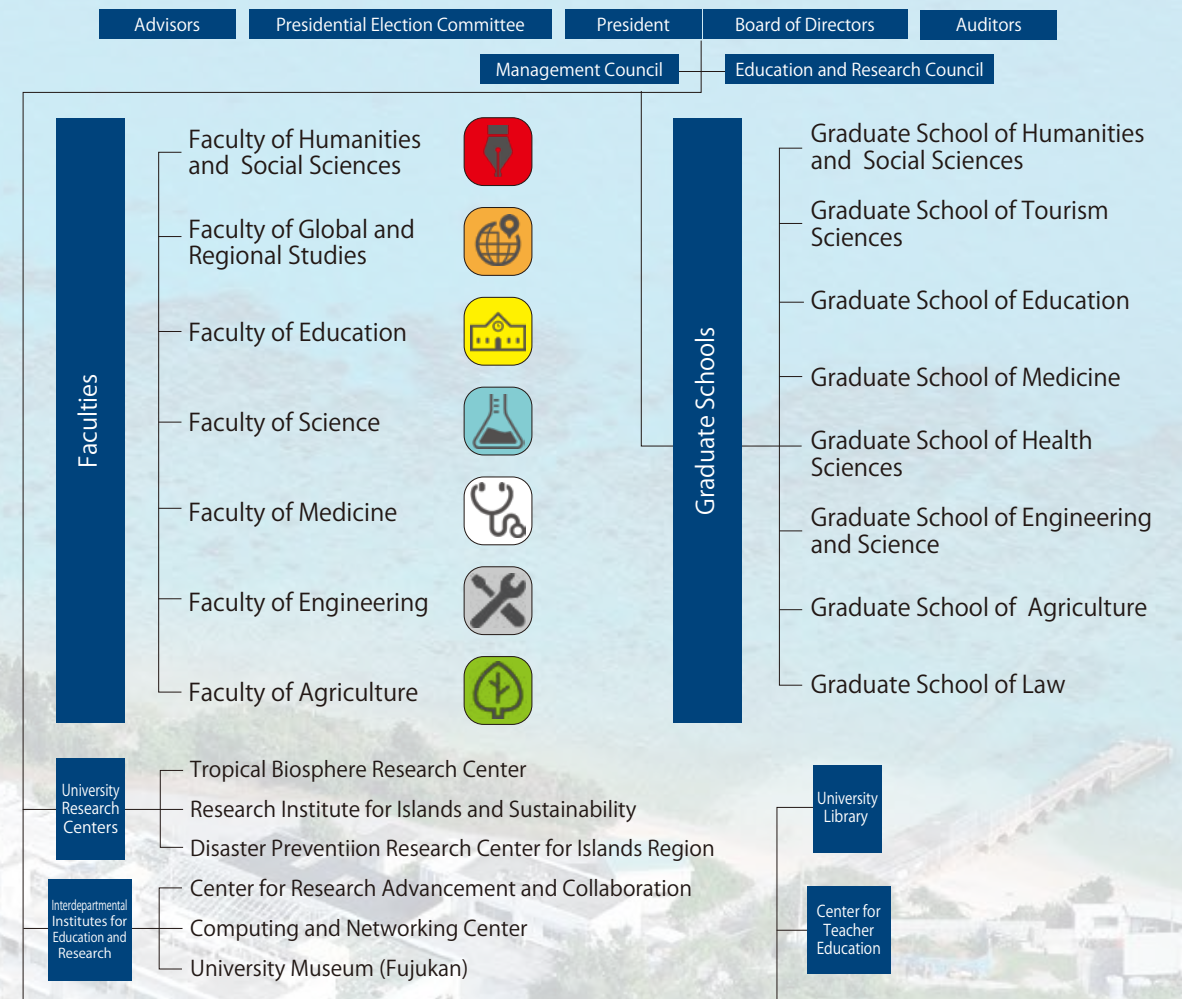 Advisors
Presidential Election Committee
President
Board of Directors
Auditors
Management Council
Education and Research Council
Faculties
Faculty of Humanities
and Social Sciences
Faculty of Global and
Regional Studies
Faculty of Education
Faculty of Science
Faculty of Medicine
Faculty of Engineering
Faculty of Agriculture
Graduate Schools
Graduate School of Humanities
and Social Sciences
Graduate School of Tourism
Sciences
Graduate School of Education
Graduate School of Medicine
Graduate School of Health
Sciences
Graduate School of Engineering
and Science
Graduate School of Agriculture
Graduate School of Law
University
Research
Centers
Tropical Biosphere Research Center
Research Institute for Islands and Sustainability
Disaster Preventiion Research Center for Islands Region
Interdepartmental
Institutes for
Education and
Research
Center for Research Advancement and Collaboration
Computing and Networking Center
University Museum (Fujukan)
University
Library
Center for
Teacher
Education